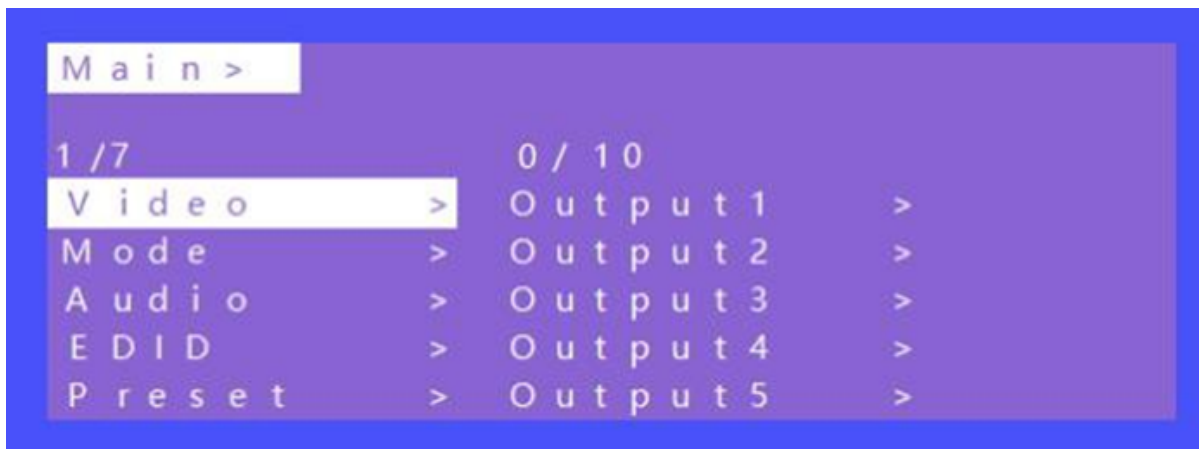 Main>
1/7 0/10
Video > Output1 >
Mode > Output2 >
Audio > Output3 >
EDID > Output4 >
Preset > Output5 >